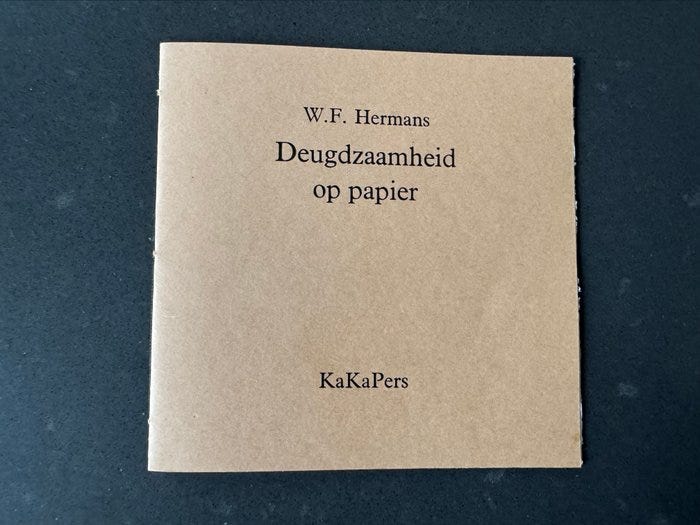 W.F. Hermans
Deugdzaamheid
op papier
KaKaPers